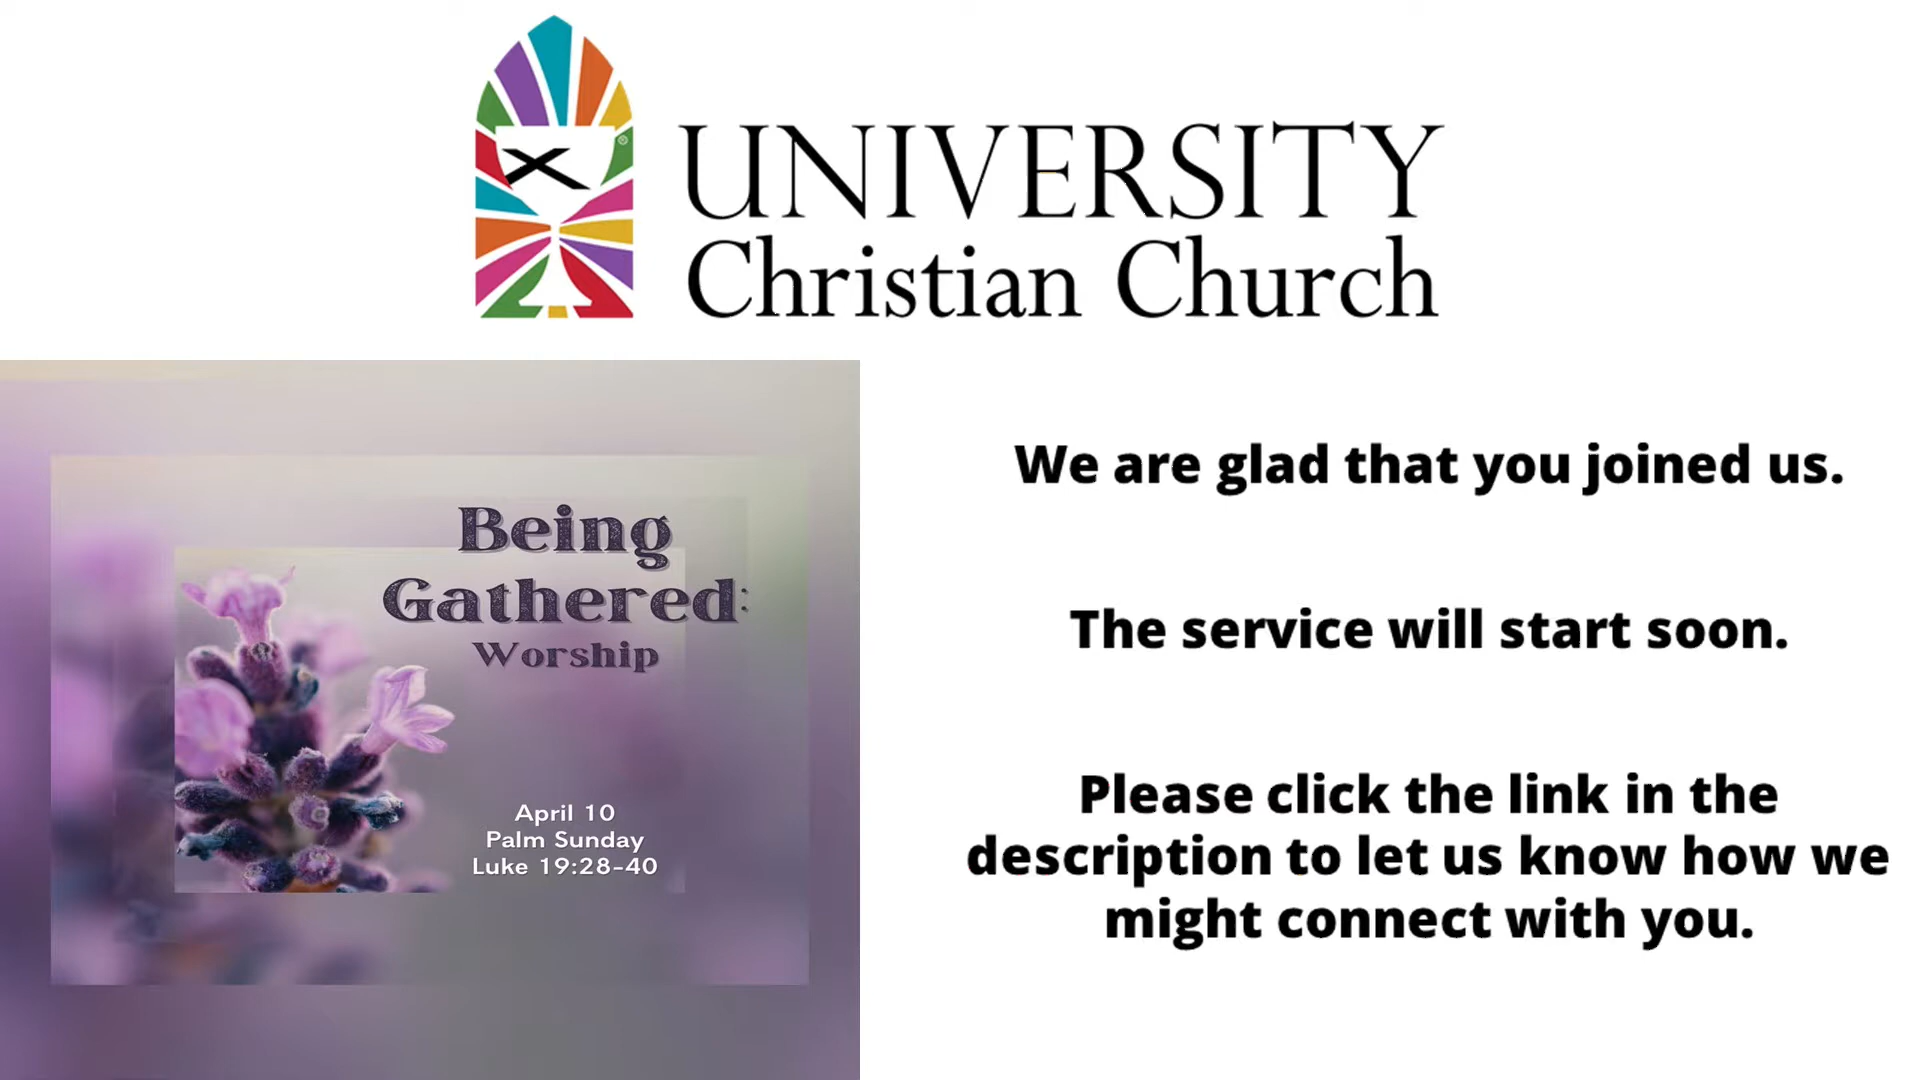 UNIVERSITY
Christian Church
Being
Gathered:
Worship
April 10
Palm Sunday
Luke 19:28-40
We are glad that you joined us.
The service will start soon.
Please click the link in the
description to let us know how we
might connect with you.